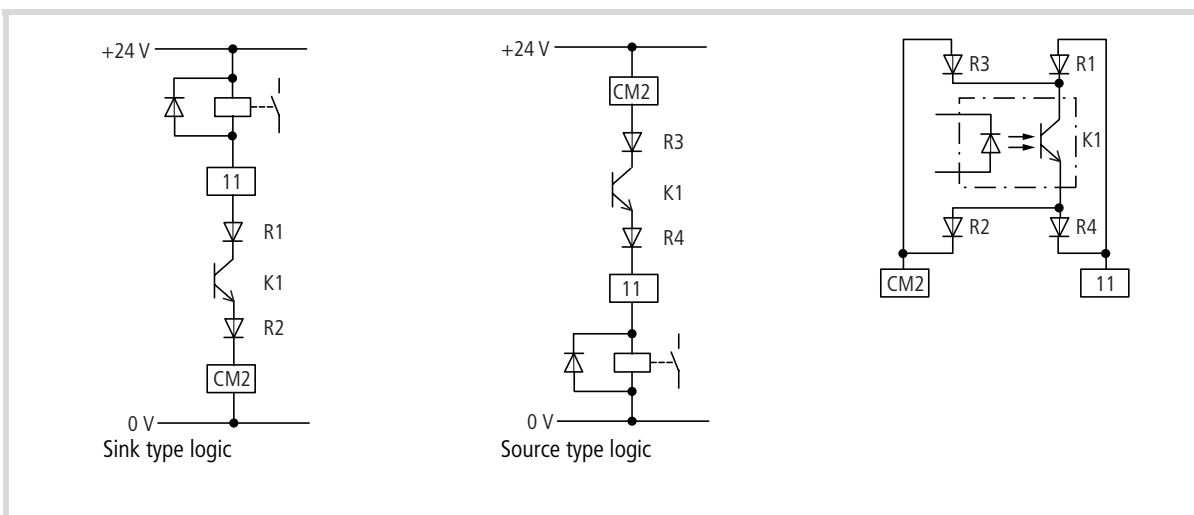 +24 V
11
R1
K1
R2
CM2
0 V
Sink type logic
+24 V
CM2
R3
K1
R4
11
0 V
Source type logic
R3
R1
K1
R2
R4
CM2
11